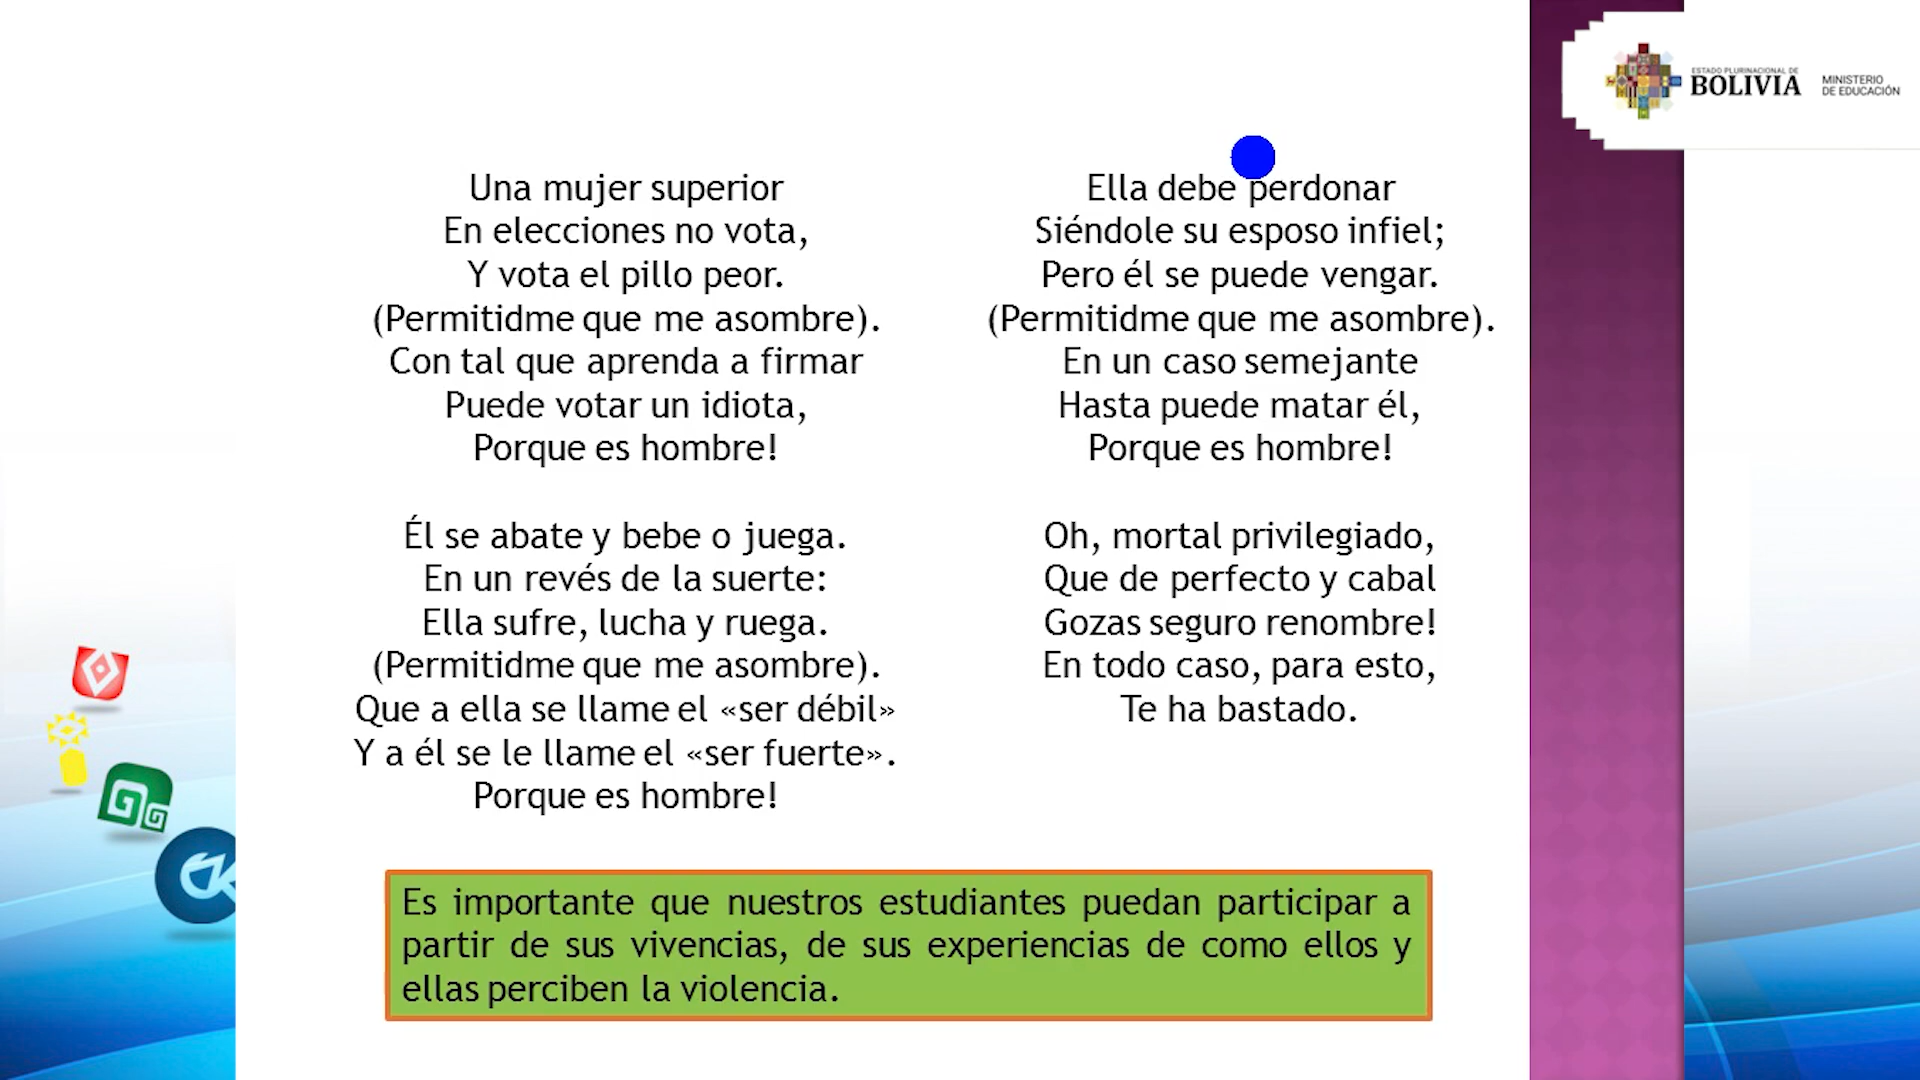 Una mujer superior
En elecciones no vota,
Y vota el pillo peor.
(Permitidme que me asombre).
Con tal que aprenda a firmar
Puede votar un idiota,
Porque es hombre!
Él se abate y bebe o juega.
En un revés de la suerte:
Ella sufre, lucha y ruega.
(Permitidme que me asombre).
Que a ella se llame el «ser débil»
Y a él se le llame el «ser fuerte».
Porque es hombre!
Ella debe perdonar
Siéndole su esposo infiel;
Pero él se puede vengar.
(Permitidme que me asombre).
En un caso semejante
Hasta puede matar él,
Porque es hombre!
Oh, mortal privilegiado,
Que de perfecto y cabal
Gozas seguro renombre!
En todo caso, para esto,
Te ha bastado.
Es importante que nuestros estudiantes puedan participar a
partir de sus vivencias, de sus experiencias de como ellos y
ellas perciben la violencia.
ESTADO PLURINACIONAL DE
BOLIVIA
MINISTERIO
DE EDUCACIÓN